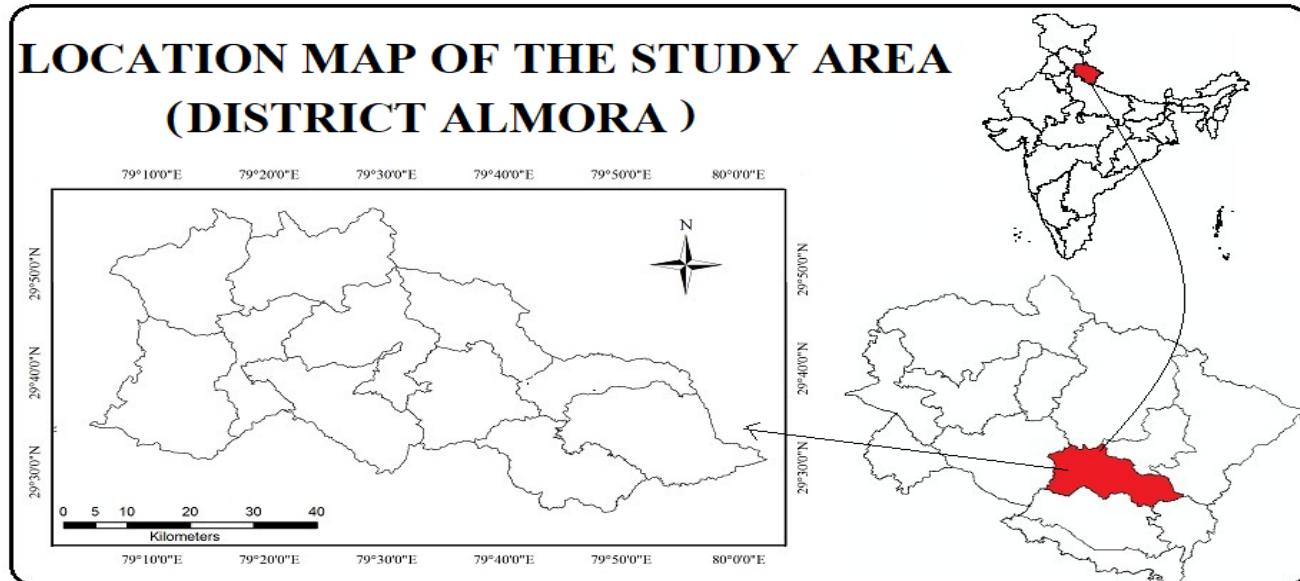 LOCATION MAP OF THE STUDY AREA
(DISTRICT ALMORA )
79°10'0"E 79°20'0"E 79°30'0"E 79°40'0"E 79°50'0"E 80°0'0"E
N
29°50'0"N 29°50'0"N
29°40'0"N 29°40'0"N
29°30'0"N 29°30'0"N
0 5 10 20 30 40
Kilometers
79°10'0"E 79°20'0"E 79°30'0"E 79°40'0"E 79°50'0"E 80°0'0"E